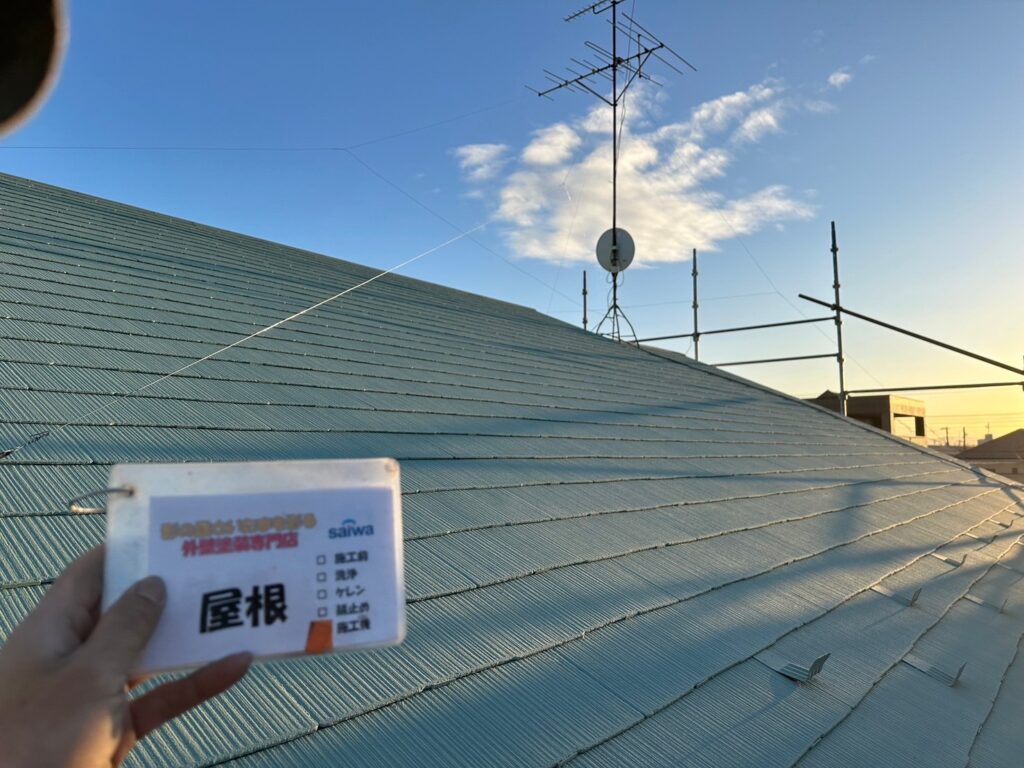 saiwa
外壁塗装専門店
屋根
□ 施工前
□ 洗浄
□ ケレン
□ 錆止め
施工後